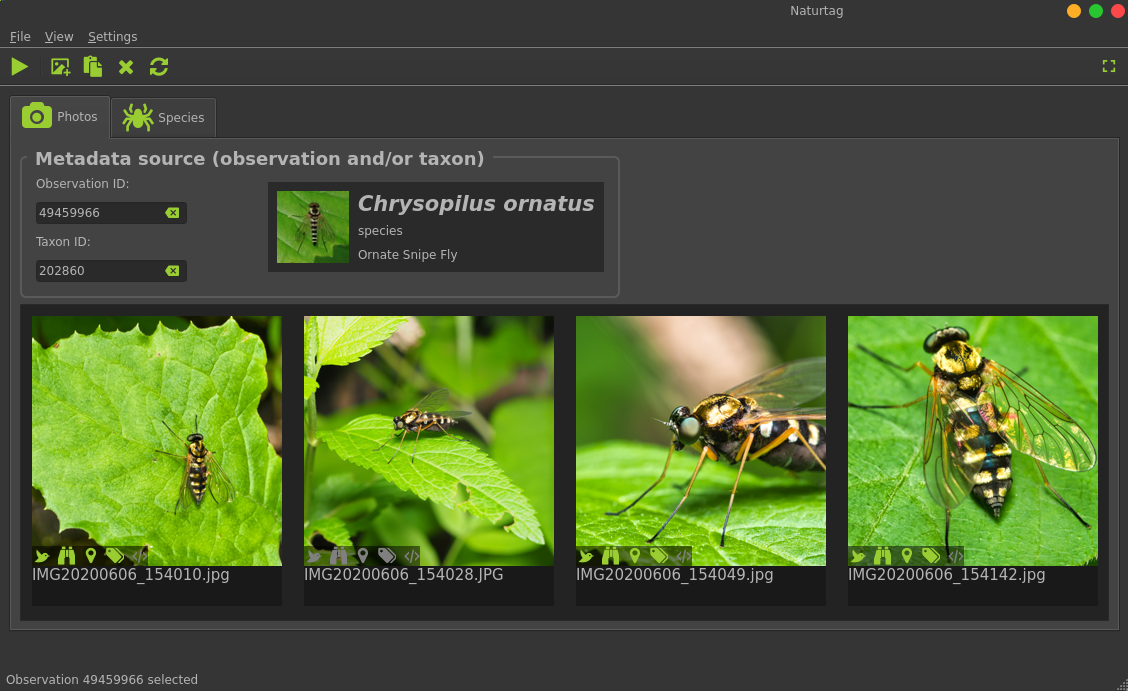 Naturtag
File View Settings
Photos Species
Metadata source (observation and/or taxon)
Observation ID:
49459966
Taxon ID:
202860
Chrysopilus ornatus
species
Ornate Snipe Fly
IMG20200606_154010.jpg IMG20200606_154028.JPG IMG20200606_154049.jpg IMG20200606_154142.jpg
Observation 49459966 selected